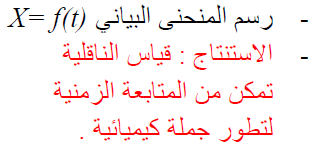 - رسم المنحنى البياني X= f(t)
- الاستنتاج : قياس الناقلية
تمكن من المتابعة الزمنية
لتطور جملة كيميائية .